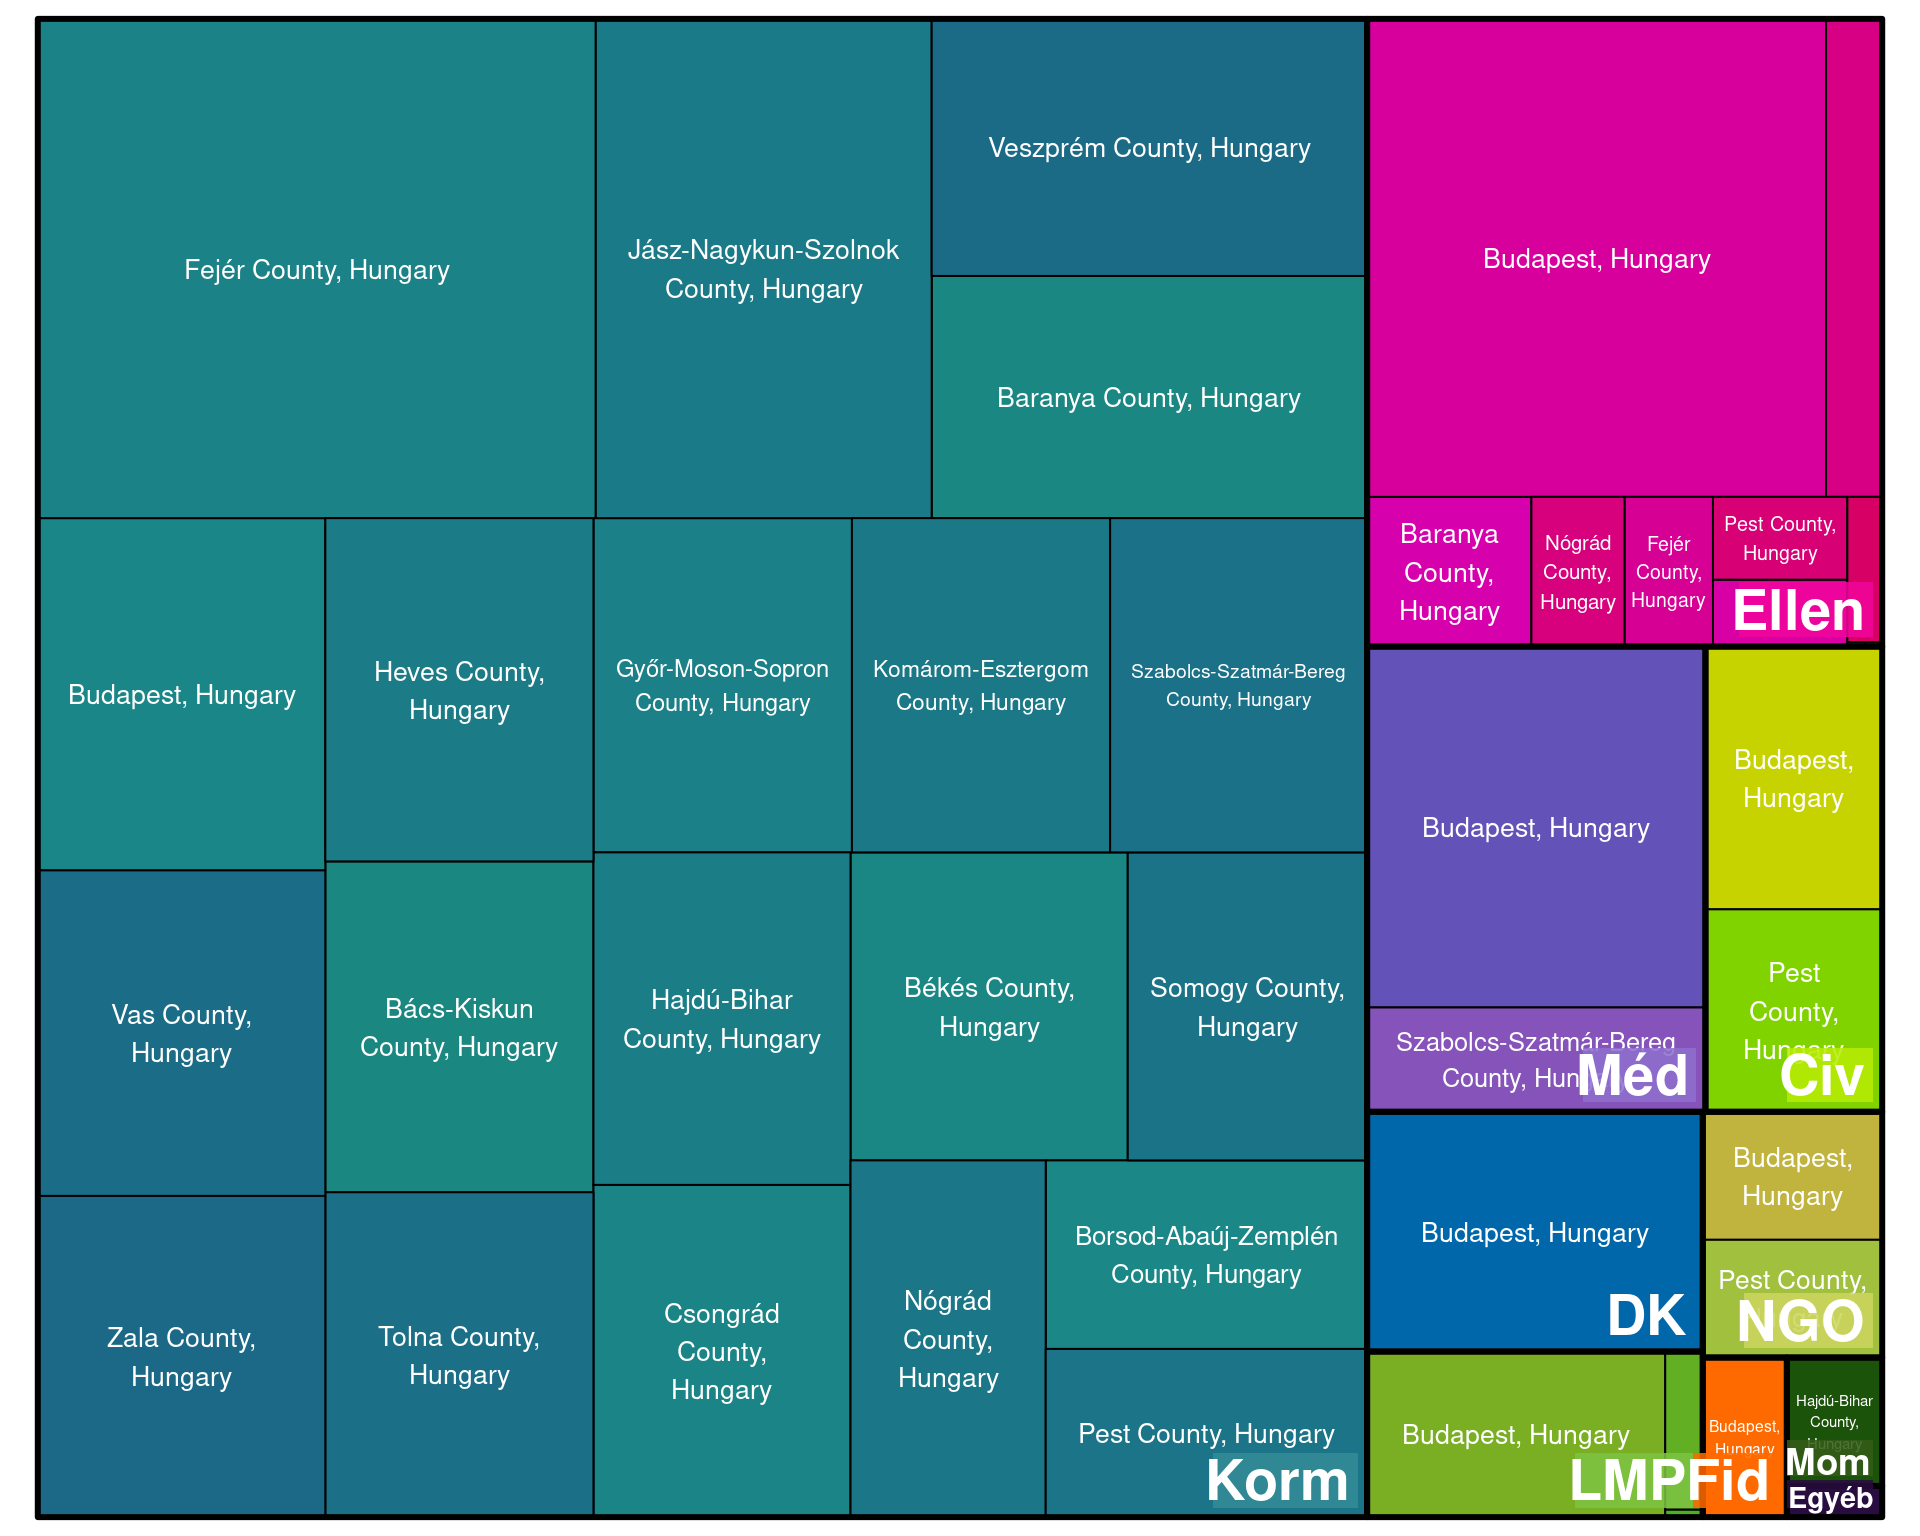 Fejér County, Hungary
Jász-Nagykun-Szolnok
County, Hungary
Veszprém County, Hungary
Baranya County, Hungary
Budapest, Hungary
Heves County,
Hungary
Győr-Moson-Sopron
County, Hungary
Komárom-Esztergom
County, Hungary
Szabolcs-Szatmár-Bereg
County, Hungary
Vas County,
Hungary
Bács-Kiskun
County, Hungary
Hajdú-Bihar
County, Hungary
Békés County,
Hungary
Somogy County,
Hungary
Zala County,
Hungary
Tolna County,
Hungary
Csongrád
County,
Hungary
Nógrád
County,
Hungary
Borsod-Abaúj-Zemplén
County, Hungary
Pest County, Hungary
Korm
Budapest, Hungary
Baranya
County,
Hungary
Nógrád
County,
Hungary
Fejér
County,
Hungary
Pest County,
Hungary
Ellen
Budapest, Hungary
Szabolcs-Szatmár-Bereg
County, Hungary
Méd
Budapest,
Hungary
Pest
County,
Hungary
Civ
Budapest, Hungary
DK
Budapest,
Hungary
Pest County,
NGO
Budapest, Hungary
LMP
Budapest,
Hungary
Fid
Hajdú-Bihar
County,
Hungary
Mom
Egyéb